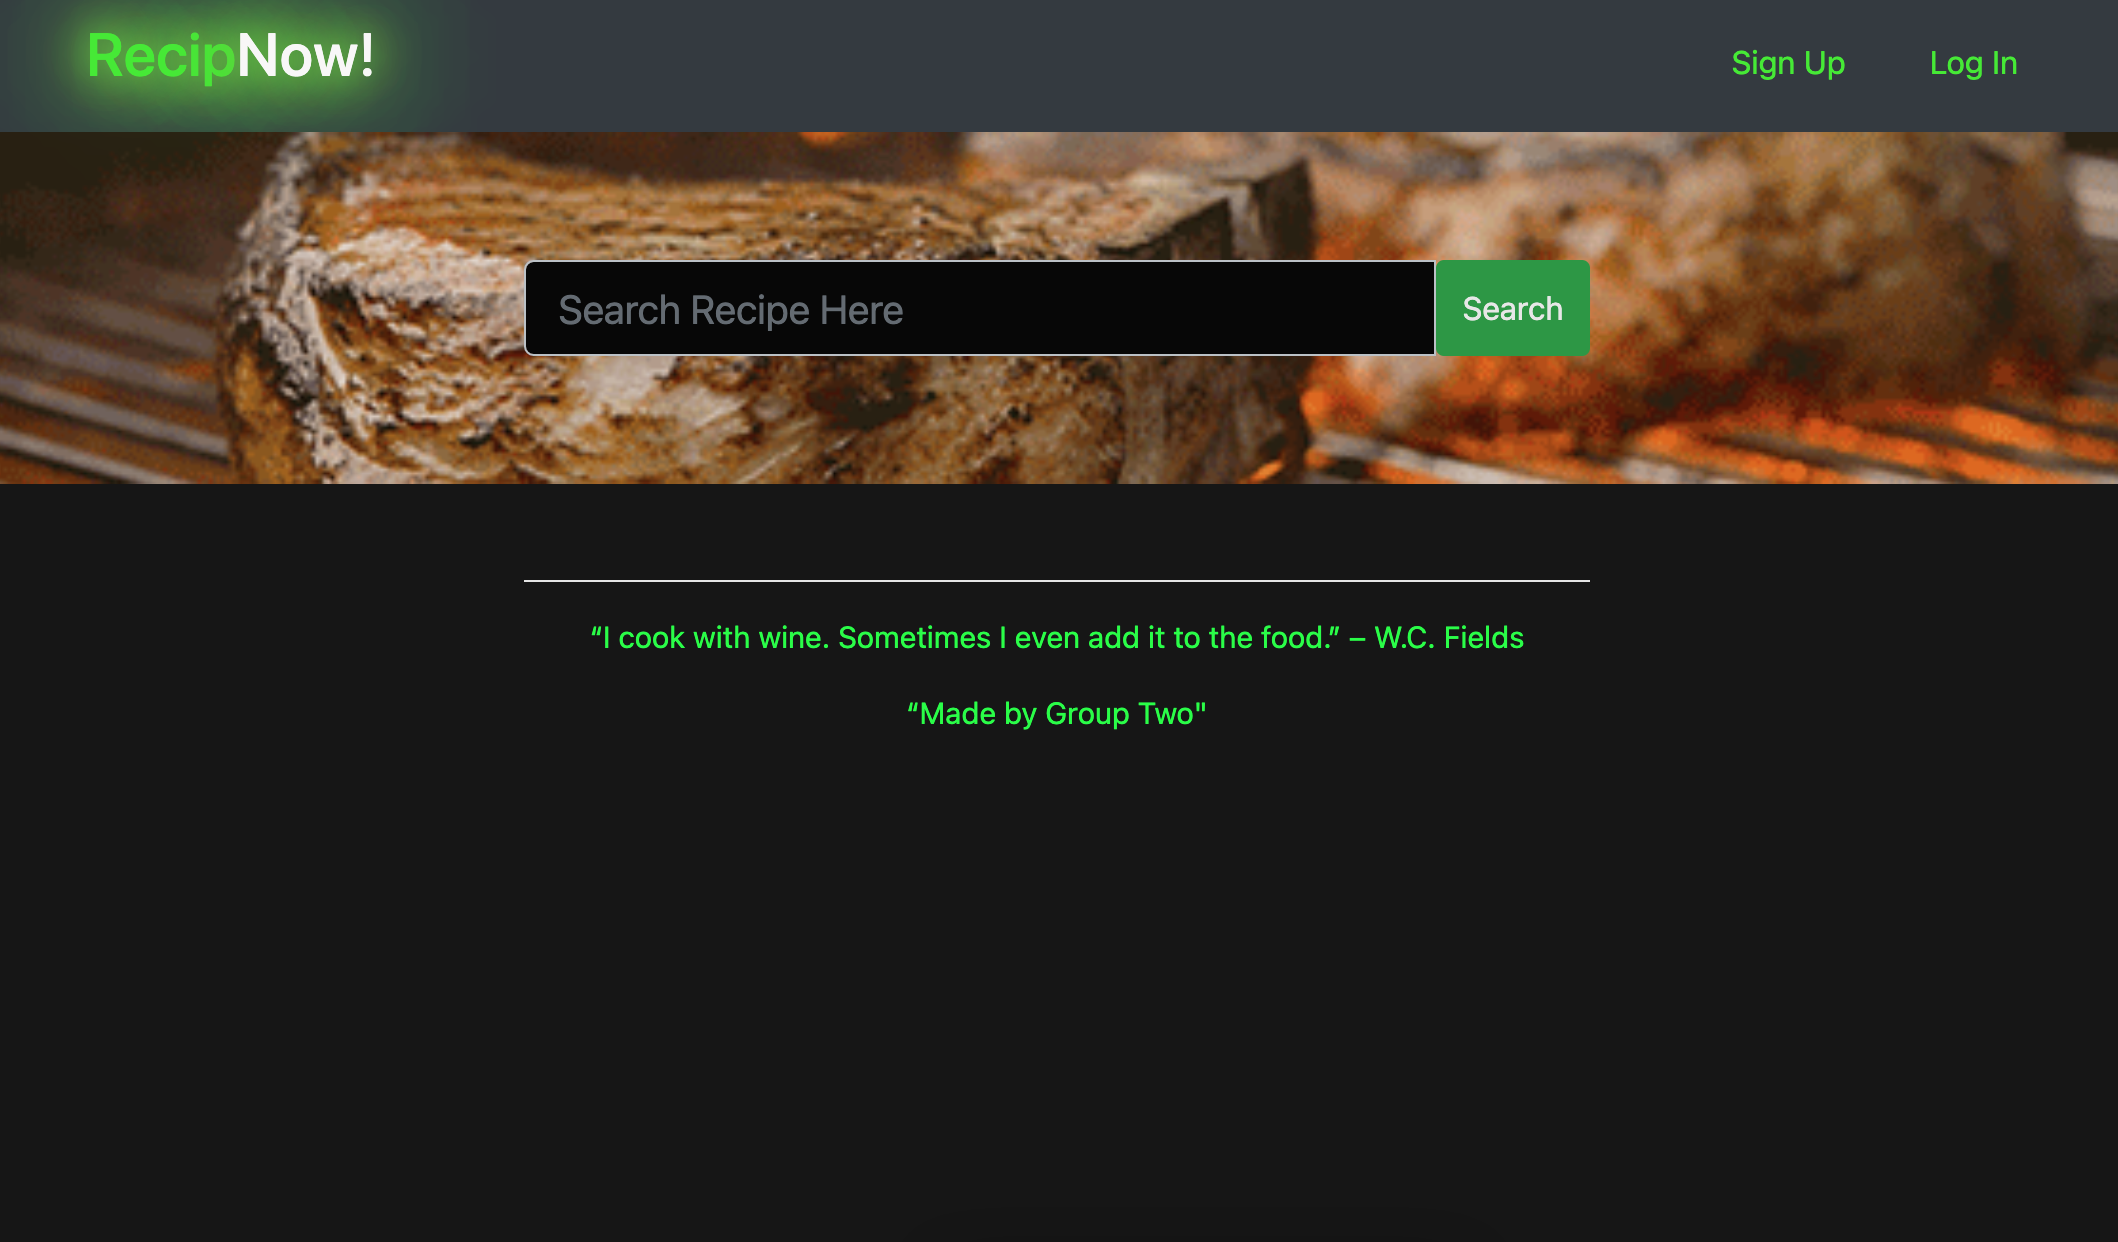 RecipNow!
Sign Up Log In
Search Recipe Here Search
“I cook with wine. Sometimes I even add it to the food.” – W.C. Fields
“Made by Group Two"